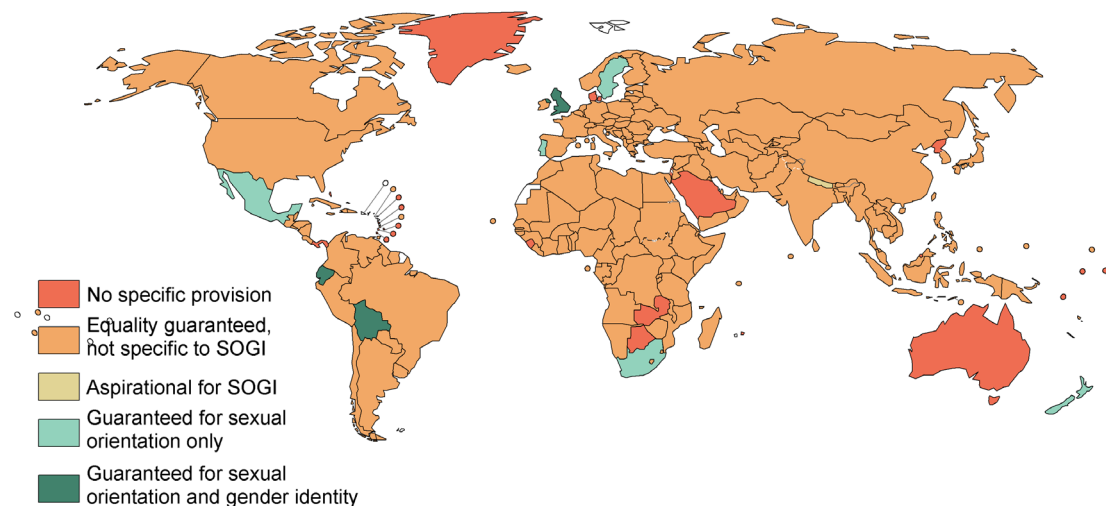 No specific provision
Equality guaranteed,
not specific to SOGI
Aspirational for SOGI
Guaranteed for sexual
orientation only
Guaranteed for sexual
orientation and gender identity